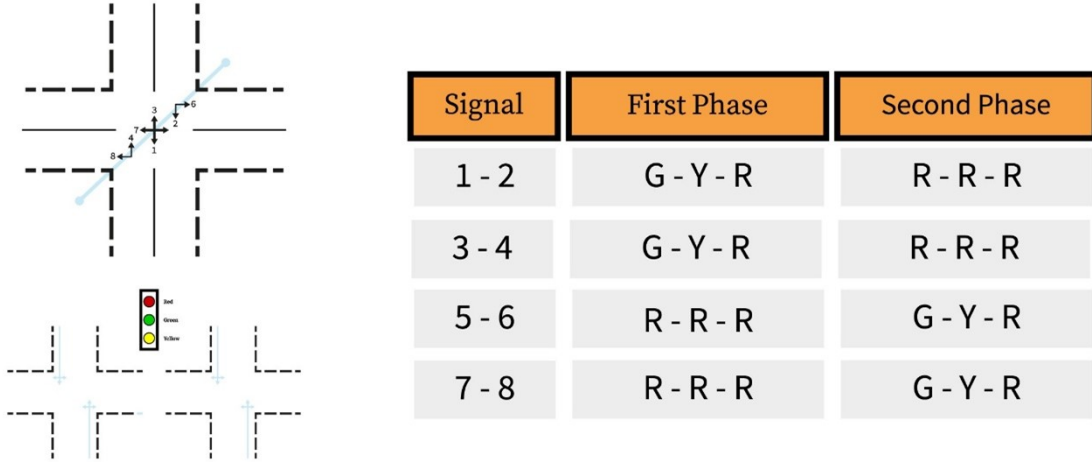 3
6
7
2
4
8
1
Red
Green
Yellow
Signal First Phase Second Phase
1 - 2 G - Y - R R - R - R
3 - 4 G - Y - R R - R - R
5 - 6 R - R - R G - Y - R
7 - 8 R - R - R G - Y - R